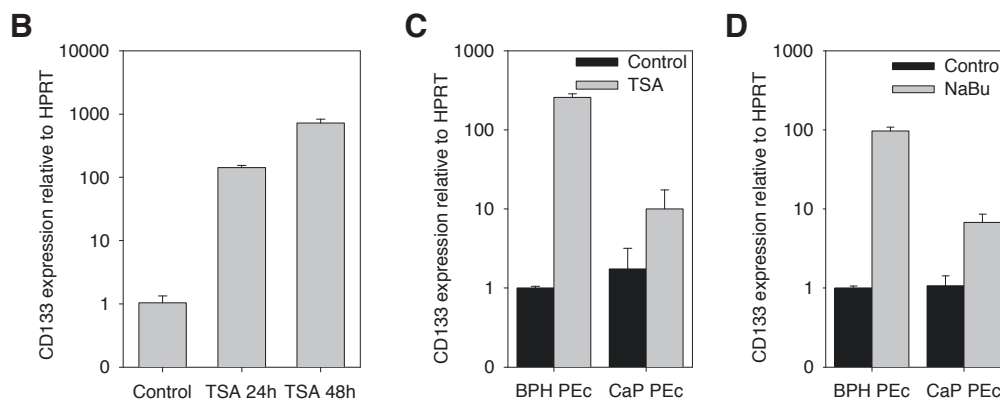 B
CD133 expression relative to HPRT
10000
1000
100
10
1
0
Control TSA 24h TSA 48h
C
CD133 expression relative to HPRT
1000
100
10
1
0
Control
TSA
BPH PEc CaP PEc
D
CD133 expression relative to HPRT
1000
100
10
1
0
Contro
NaBu
BPH PEc CaP PEc